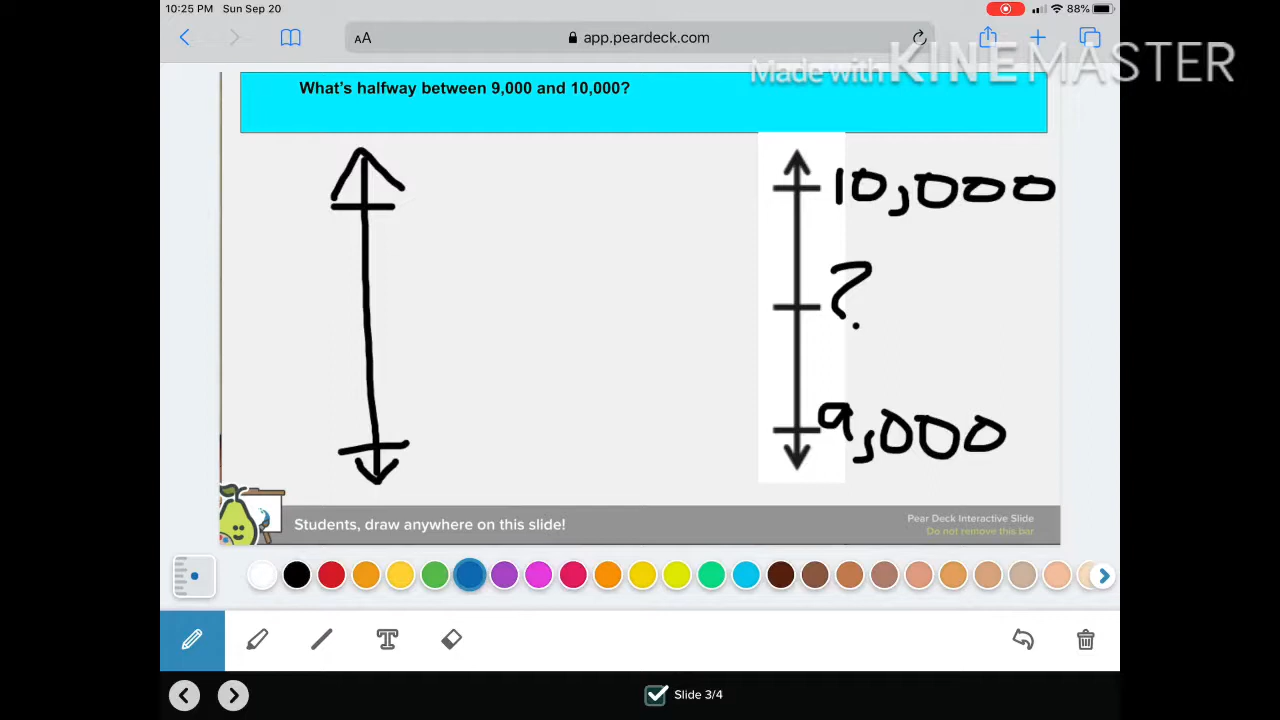 10:25 PM Sun Sep 20
88%
AA
app.peardeck.com
Made with KINEMASTER
What's halfway between 9,000 and 10,000?
10,000
?
9,000
Students, draw anywhere on this slide!
Pear Deck Interactive Slide
Do not remove this bar
T
Slide 3/4